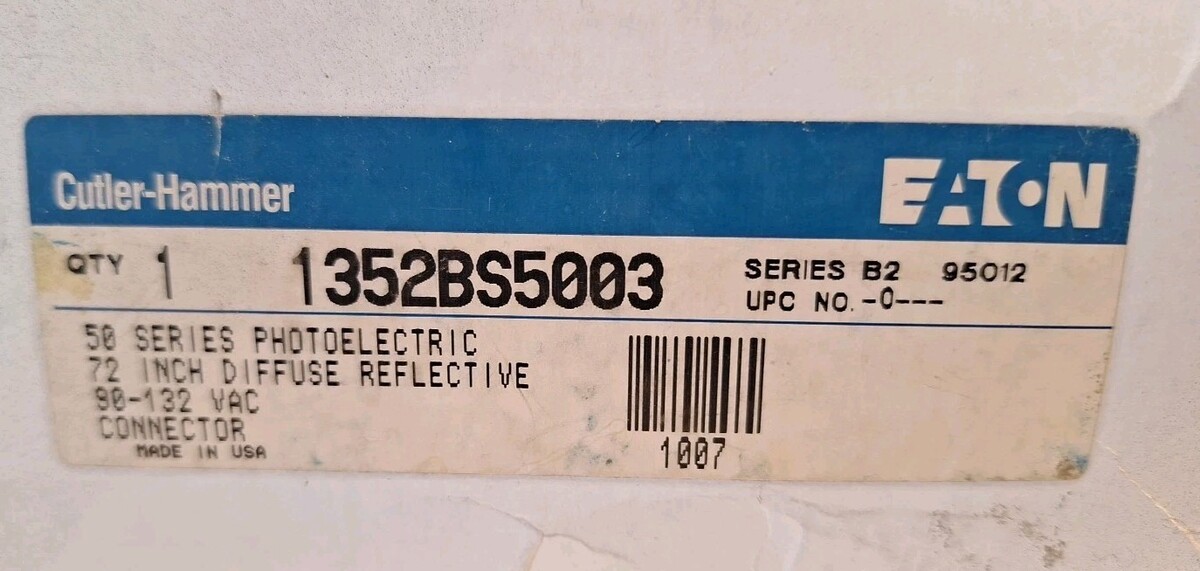 Cutler-Hammer EATON
QTY 1 1352BS5003 SERIES B2 95012
UPC NO. -0---
50 SERIES PHOTOELECTRIC
72 INCH DIFFUSE REFLECTIVE
90-132 VAC
CONNECTOR
MADE IN USA
1007